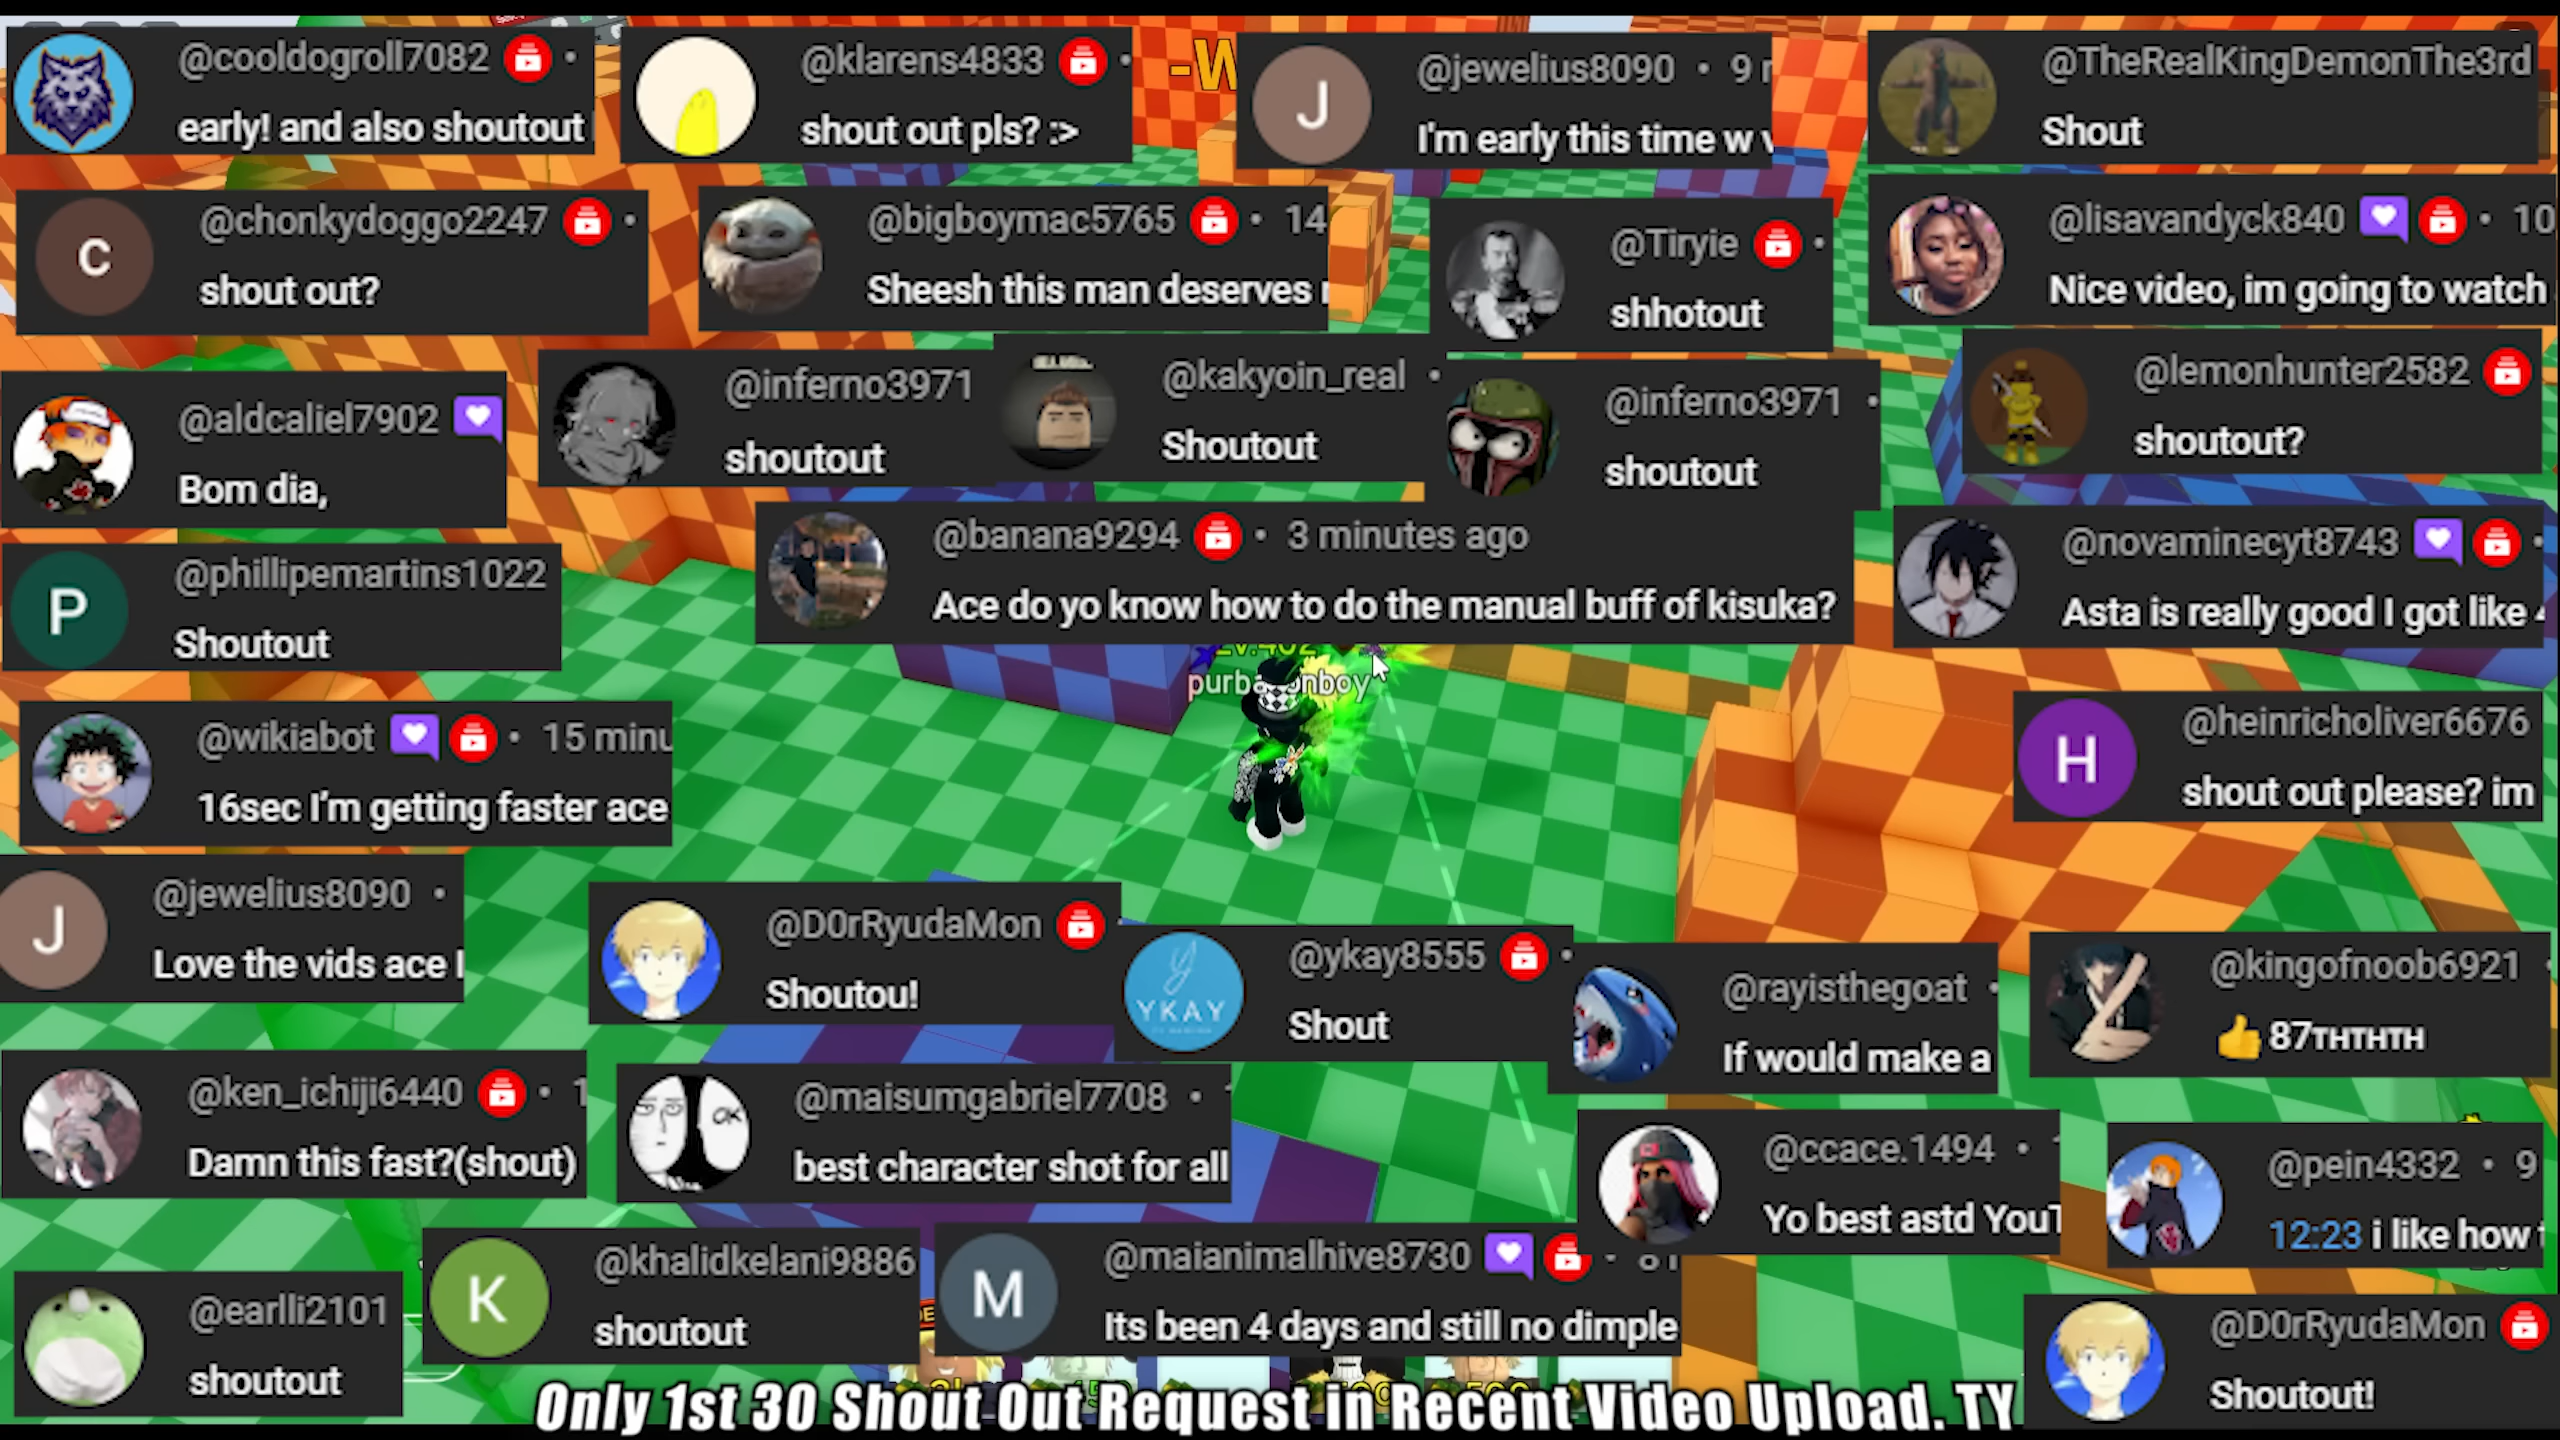 @cooldogroll7082 •
early! and also shoutout
@klarens4833 •
shout out pls? :>
-W
J
@jewelius8090 • 9
I'm early this time w
@TheRealKingDemonThe3rd
Shout
C
@chonkydoggo2247 •
shout out?
@bigboymac5765 • 14
Sheesh this man deserves
@Tiryie •
shhotout
@lisavandyck840 • 10
Nice video, im going to watch
@aldcaliel7902
Bom dia,
@inferno3971
shoutout
@kakyoin_real •
Shoutout
@inferno3971 •
shoutout
@lemonhunter2582
shoutout?
P
@phillipemartins1022
Shoutout
@banana9294 • 3 minutes ago
Ace do yo know how to do the manual buff of kisuka?
@novaminecyt8743
Asta is really good I got like
@wikiabot • 15 minu
16sec I'm getting faster ace
H
@heinricholiver6676
shout out please? im
J
@jewelius8090 •
Love the vids ace
@D0rRyudaMon
Shoutou!
YKAY
@ykay8555 •
Shout
@rayisthegoat •
If would make a
@kingofnoob6921
👍 87ᴛʜᴛʜᴛʜ
@ken_ichiji6440 • 1
Damn this fast?(shout)
OK
@maisumgabriel7708 •
best character shot for all
@ccace.1494 •
Yo best astd YouT
@pein4332 • 9
12:23 i like how
@earlli2101
shoutout
K
@khalidkelani9886
shoutout
M
@maianimalhive8730 •
Its been 4 days and still no dimple
@D0rRyudaMon
Shoutout!
Only 1st 30 Shout Out Request in Recent Video Upload. TY